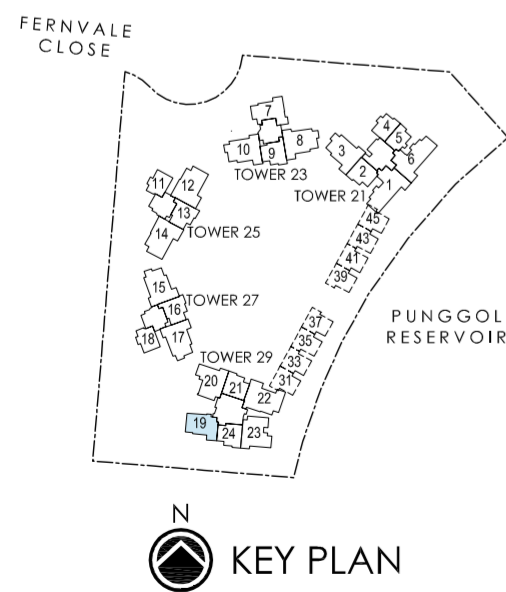 FERNVALE
CLOSE
7
10
9
8
TOWER 23
4
5
3
6
2
1
TOWER 21
11
12
13
14
TOWER 25
45
43
41
39
15
16
TOWER 27
18
17
37
35
33
31
PUNGGOL
RESERVOIR
TOWER 29
20
21
22
19
24
23
N
KEY PLAN